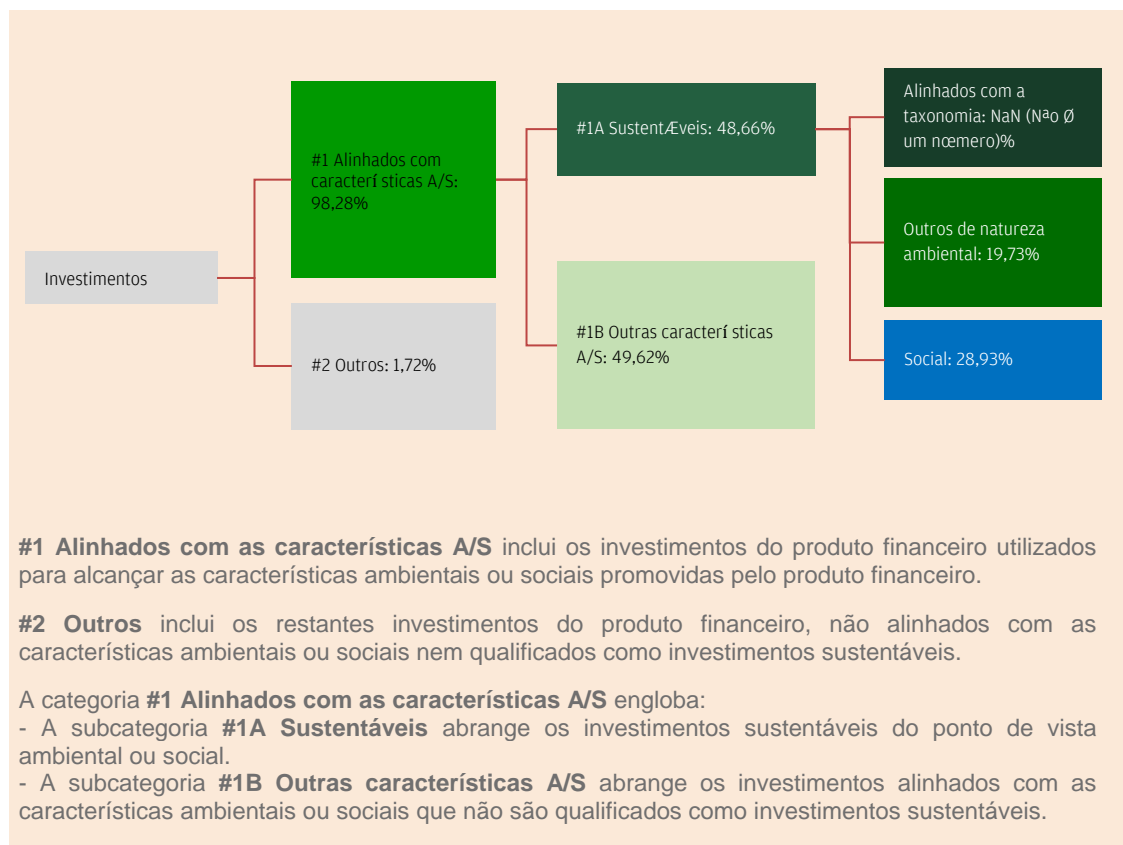 Investimentos
#1 Alinhados com
caracterí sticas A/S:
98,28%
#2 Outros: 1,72%
#1A SustentÆveis: 48,66%
#1B Outras caracterí sticas
A/S: 49,62%
Alinhados com a
taxonomia: NaN (Nªo Ø
um nœmero)%
Outros de natureza
ambiental: 19,73%
Social: 28,93%
#1 Alinhados com as características A/S inclui os investimentos do produto financeiro utilizados
para alcançar as características ambientais ou sociais promovidas pelo produto financeiro.
#2 Outros inclui os restantes investimentos do produto financeiro, não alinhados com as
características ambientais ou sociais nem qualificados como investimentos sustentáveis.
A categoria #1 Alinhados com as características A/S engloba:
- A subcategoria #1A Sustentáveis abrange os investimentos sustentáveis do ponto de vista
ambiental ou social.
- A subcategoria #1B Outras características A/S abrange os investimentos alinhados com as
características ambientais ou sociais que não são qualificados como investimentos sustentáveis.